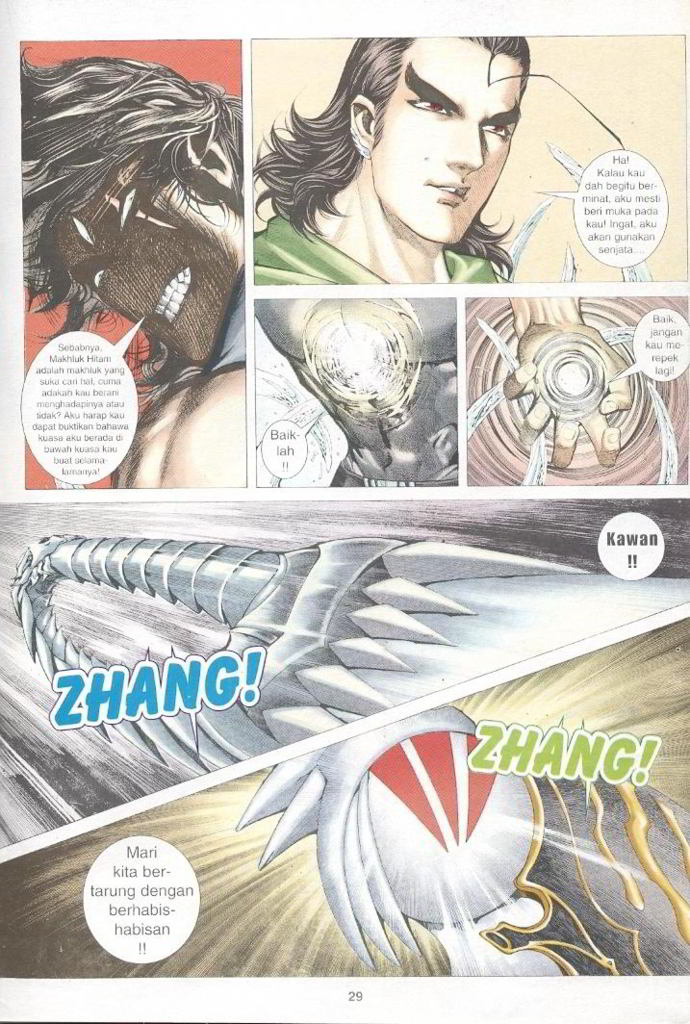 Sebabnya,
Makhluk Hitam
adalah makhluk yang
suka cari hal, cuma
adakah kau berani
menghadapinya atau
tidak? Aku harap kau
dapat buktikan bahawa
kuasa aku berada di
bawah kuasa kau
buat selama-
lamanya!
Ha!
Kalau kau
dah begitu ber-
minat, aku mesti
beri muka pada
kau! Ingat, aku
akan gunakan
senjata....
Baik-
lah
!!
Baik,
jangan
kau me-
repek
lagi!
Kawan
!!
ZHANG!
ZHANG!
Mari
kita ber-
tarung dengan
berhabis-
habisan
!!
29